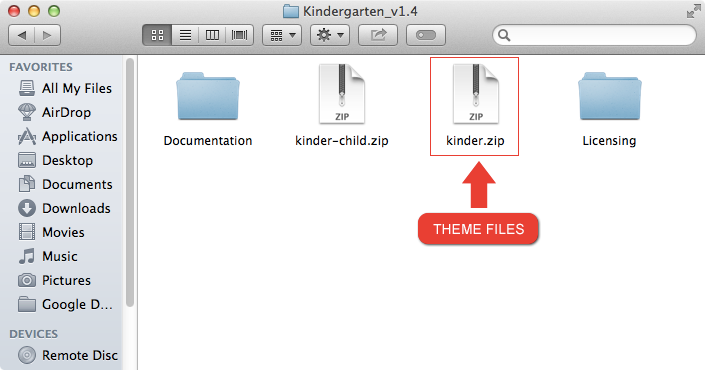 Kindergarten_v1.4
FAVORITES
All My Files
AirDrop
Applications
Desktop
Documents
Downloads
Movies
Music
Pictures
Google D...
DEVICES
Remote Disc
ZIP
ZIP
Documentation
kinder-child.zip
kinder.zip
Licensing
THEME FILES